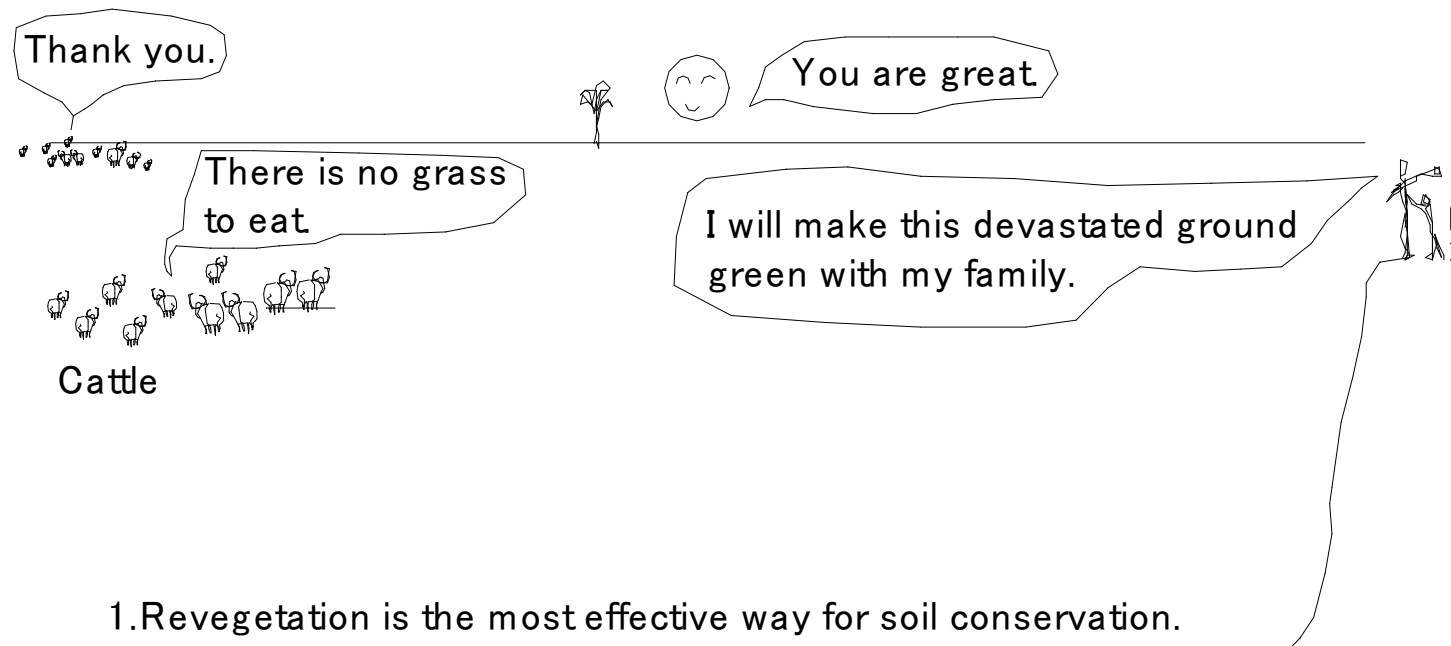 Thank you.
You are great.
There is no grass
to eat.
I will make this devastated ground
green with my family.
Cattle
1.Revegetation is the most effective way for soil conservation.